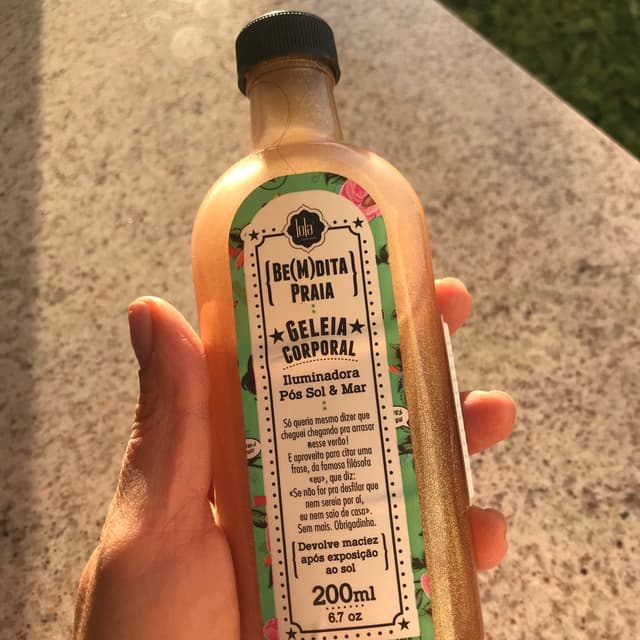 lola
BE(M)DITA
PRAIA
GELEIA
CORPORAL
Iluminadora
Pós Sol & Mar
Só queria mesmo dizer que
cheguei chegando pra arrasar
nesse verão!
E aproveito para citar uma
frase, da famosa filósofa
«eu», que diz:
«Se não for pra desfilar que
nem sereia por aí,
eu nem saio de casa».
Sem mais. Obrigadinha.
Devolve maciez
após exposição
ao sol
200ml
6.7 oz